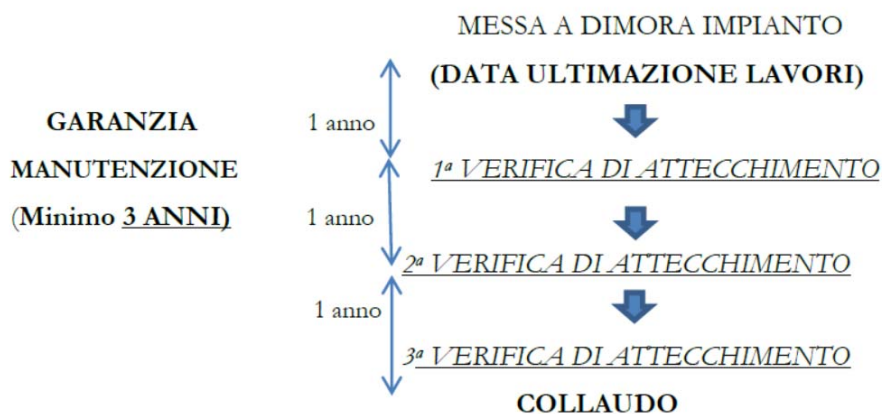 MESSA A DIMORA IMPIANTO
(DATA ULTIMAZIONE LAVORI)
GARANZIA
MANUTENZIONE
(Minimo 3 ANNI)
1 anno
1ª VERIFICA DI ATTECCHIMENTO
1 anno
2ª VERIFICA DI ATTECCHIMENTO
1 anno
3ª VERIFICA DI ATTECCHIMENTO
COLLAUDO